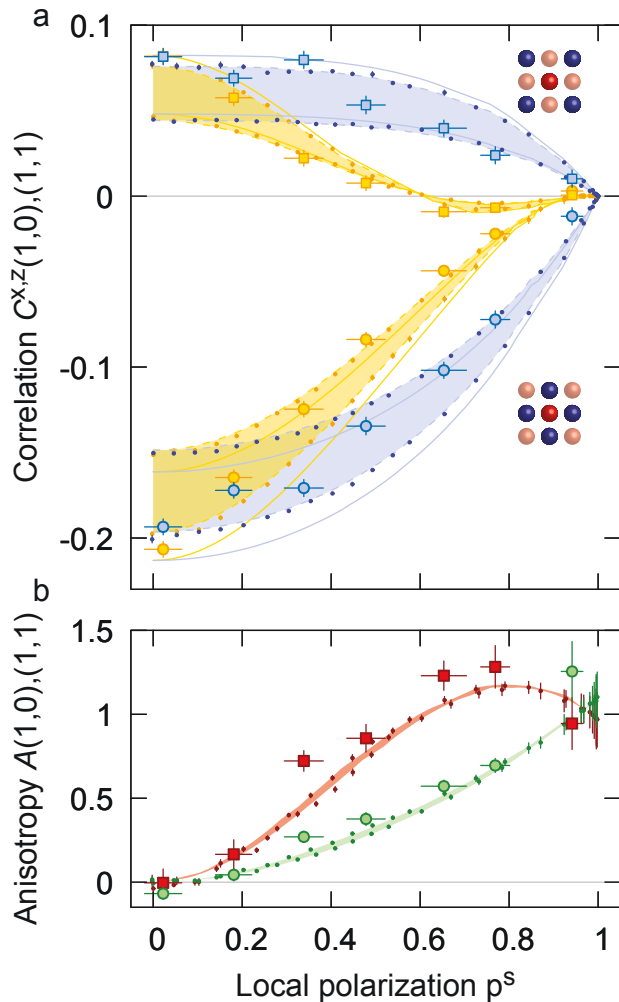 a
0.1
0
-0.1
-0.2
Correlation C^x,z(1,0),(1,1)
b
1.5
1
0.5
0
Anisotropy A(1,0),(1,1)
0 0.2 0.4 0.6 0.8 1
Local polarization p^s